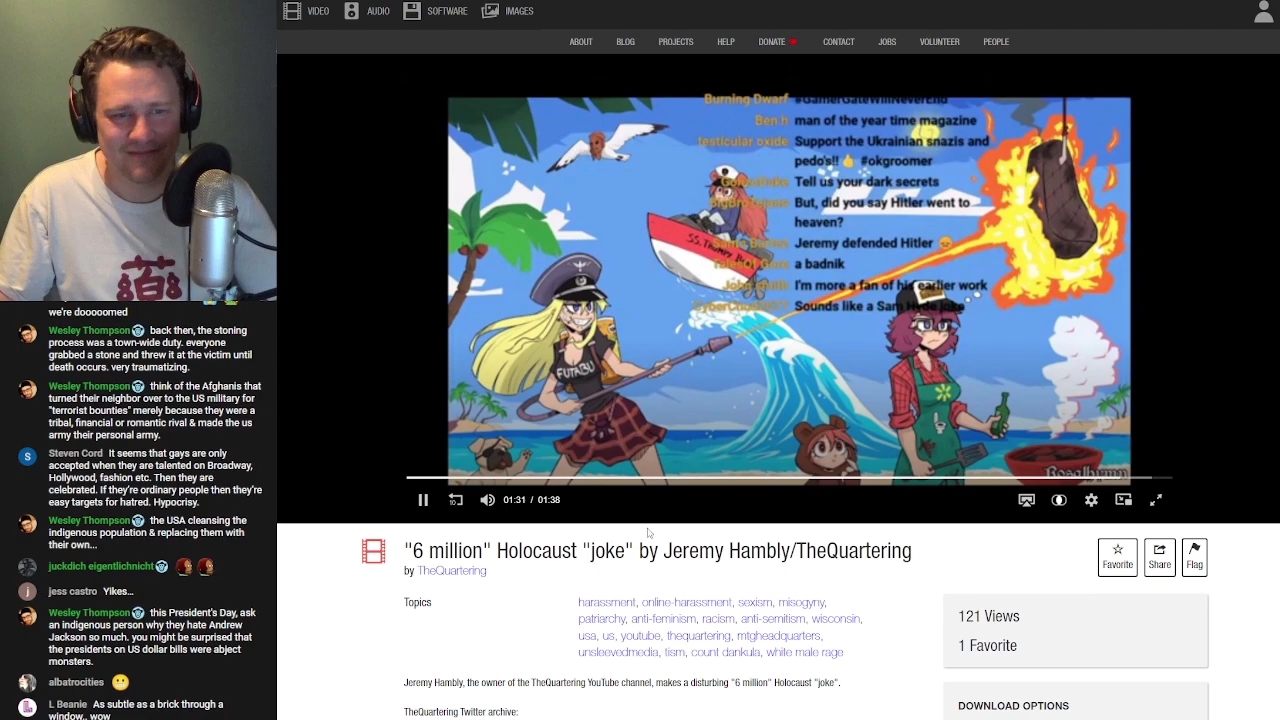 VIDEO AUDIO SOFTWARE IMAGES
ABOUT BLOG PROJECTS HELP DONATE CONTACT JOBS VOLUNTEER PEOPLE
Burning Dwarf #GamerGateWillNeverEnd
Ben h man of the year time magazine
testicular oxide Support the Ukrainian snazis and
pedo's!! 👍 #okgroomer
Tell us your dark secrets
But, did you say Hitler went to
heaven?
Jeremy defended Hitler
a badnik
I'm more a fan of his earlier work
Sounds like a Sam Hyde joke
FUTABU
Rosalbymp
10
01:31 / 01:38
we're dooooomed
Wesley Thompson back then, the stoning
process was a town-wide duty. everyone
grabbed a stone and threw it at the victim until
death occurs. very traumatizing.
Wesley Thompson think of the Afghanis that
turned their neighbor over to the US military for
"terrorist bounties" merely because they were a
tribal, financial or romantic rival & made the us
army their personal army.
S Steven Cord It seems that gays are only
accepted when they are talented on Broadway,
Hollywood, fashion etc. Then they are
celebrated. If they're ordinary people then they're
easy targets for hatred. Hypocrisy.
Wesley Thompson the USA cleansing the
indigenous population & replacing them with
their own...
juckdich eigentlichnicht
j jess castro Yikes...
Wesley Thompson this President's Day, ask
an indigenous person why they hate Andrew
Jackson so much. you might be surprised that
the presidents on US dollar bills were abject
monsters.
albatrocities 😬
L Beanie As subtle as a brick through a
window.. wow
"6 million" Holocaust "joke" by Jeremy Hambly/TheQuartering
by TheQuartering
Favorite Share Flag
Topics harassment, online-harassment, sexism, misogyny,
patriarchy, anti-feminism, racism, anti-semitism, wisconsin,
usa, us, youtube, thequartering, mtgheadquarters,
unsleevedmedia, tism, count dankula, white male rage
121 Views
1 Favorite
Jeremy Hambly, the owner of the TheQuartering YouTube channel, makes a disturbing "6 million" Holocaust "joke".
TheQuartering Twitter archive:
DOWNLOAD OPTIONS